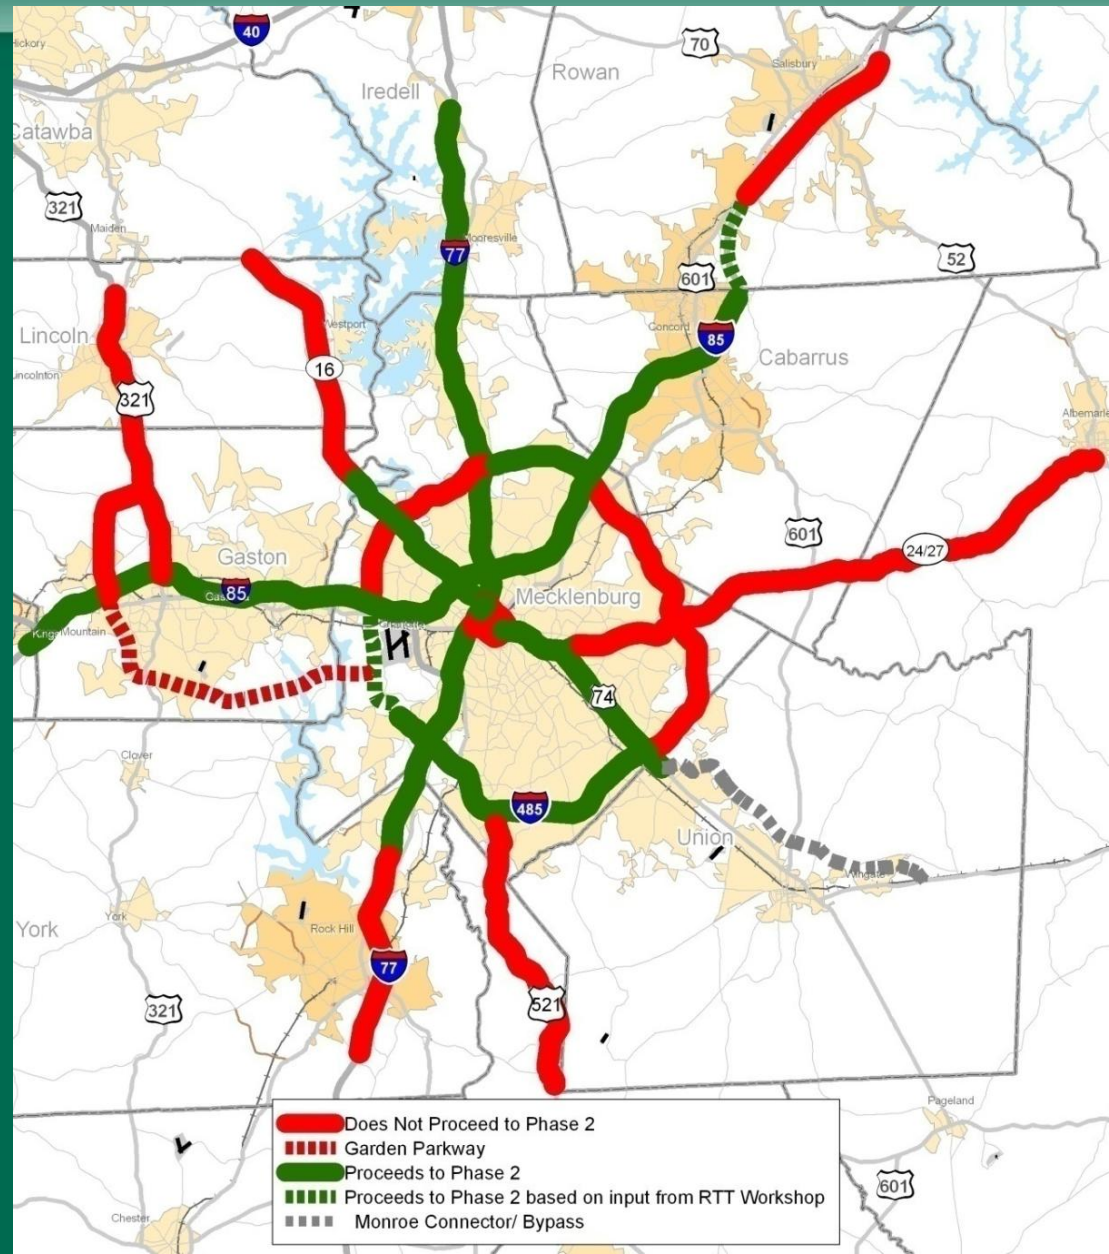 40
70
Hickory
Salisbury
Rowan
Iredell
Catawba
321
Maiden
77
Mooresville
52
601
Lincoln
Westport
Concord
85
Cabarrus
16
Lincolnton
321
Albemarle
601
24/27
Gaston
85
Mecklenburg
Kings Mountain
74
Clover
485
Union
Wingate
York
York
Rock Hill
77
321
521
Pageland
601
Chester
Does Not Proceed to Phase 2
Garden Parkway
Proceeds to Phase 2
Proceeds to Phase 2 based on input from RTT Workshop
Monroe Connector/ Bypass